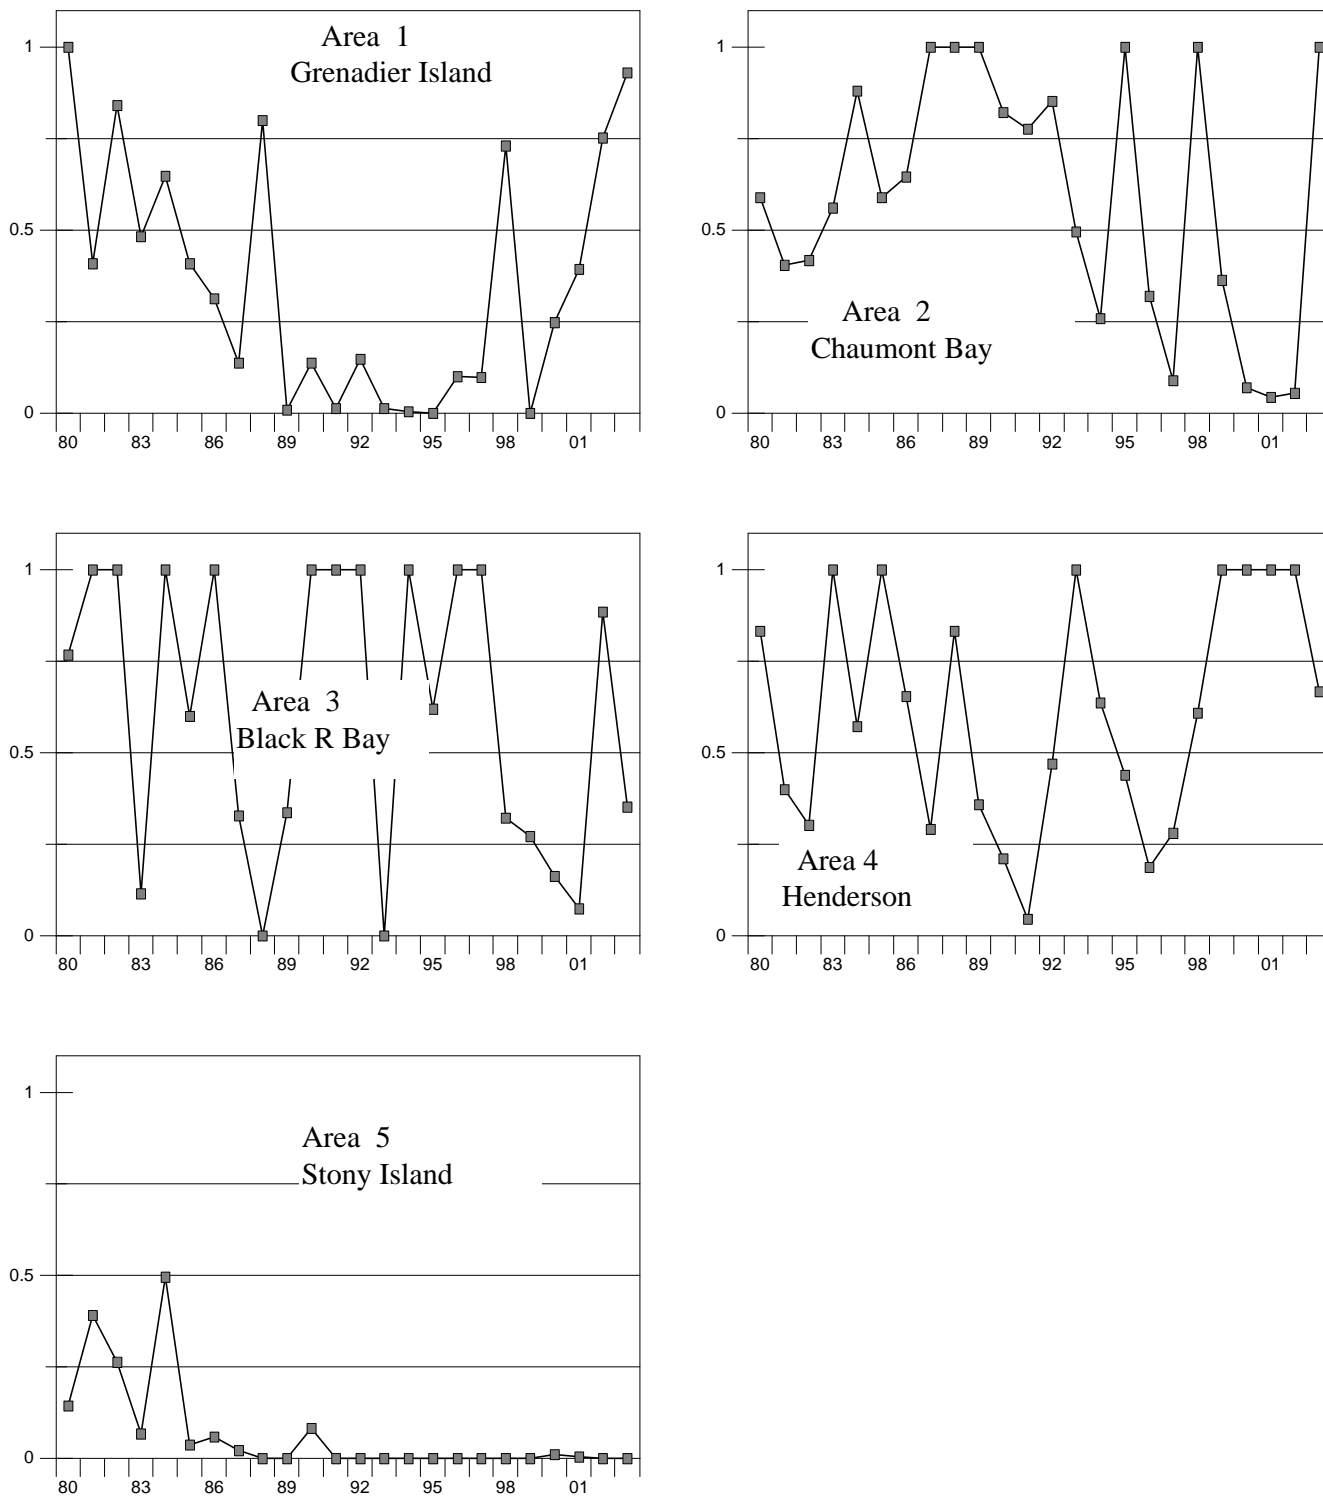 Area 1
Grenadier Island
1
0.5
0
80 83 86 89 92 95 98 01
Area 2
Chaumont Bay
1
0.5
0
80 83 86 89 92 95 98 01
Area 3
Black R Bay
1
0.5
0
80 83 86 89 92 95 98 01
Area 4
Henderson
1
0.5
0
80 83 86 89 92 95 98 01
Area 5
Stony Island
1
0.5
0
80 83 86 89 92 95 98 01